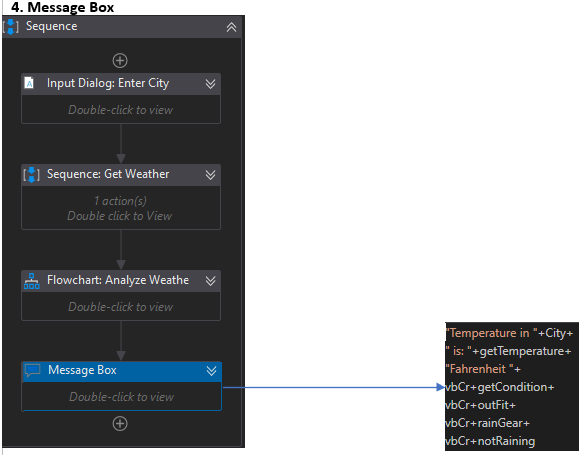 4. Message Box
Sequence
Input Dialog: Enter City
Double-click to view
Sequence: Get Weather
1 action(s)
Double click to View
Flowchart: Analyze Weathe
Double-click to view
Message Box
Double-click to view
"Temperature in "+City+
" is: "+getTemperature+
"Fahrenheit "+
vbCr+getCondition+
vbCr+outFit+
vbCr+rainGear+
vbCr+notRaining